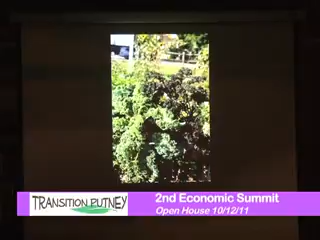 TRANSITION PUTNEY
2nd Economic Summit
Open House 10/12/11